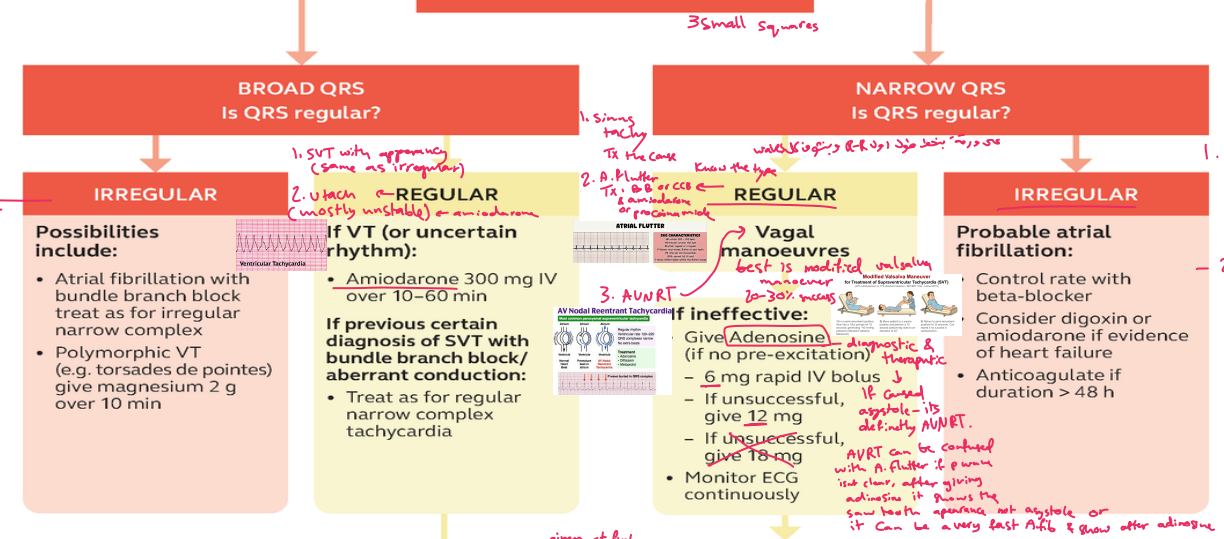 3 small squares
BROAD QRS
Is QRS regular?
NARROW QRS
Is QRS regular?
1. SVT with apperancy
(same as irregular)
2. Vtach
(mostly unstable) ← amiodarone
1. Sinus
tachy
Tx the cause
2. A. flutter
Tx: BB or CCB
& amiodarone
or procainamide
Know the type
1.
IRREGULAR
Possibilities
include:
• Atrial fibrillation with
bundle branch block
treat as for irregular
narrow complex
• Polymorphic VT
(e.g. torsades de pointes)
give magnesium 2 g
over 10 min
Ventricular Tachycardia
REGULAR
If VT (or uncertain
rhythm):
• Amiodarone 300 mg IV
over 10–60 min
If previous certain
diagnosis of SVT with
bundle branch block/
aberrant conduction:
• Treat as for regular
narrow complex
tachycardia
ATRIAL FLUTTER
3. AVNRT
AV Nodal Reentrant Tachycardia
Treatment
REGULAR
Vagal
manoeuvres
best is modified valsalva
manoever
20-30% success
If ineffective:
• Give Adenosine
(if no pre-excitation)
– 6 mg rapid IV bolus
– If unsuccessful,
give 12 mg
– If unsuccessful,
give 18 mg
• Monitor ECG
continuously
Modified Valsalva Maneuver
for Treatment of Supraventricular Tachycardia (SVT)
diagnostic &
theraputic
If caused
asystole - its
definetly AVNRT.
AVRT can be confused
with A. flutter if p wave
isnt clear, after giving
adinosine it shows the
saw tooth apearance not asystole or
it can be a very fast Afib & show after adinosine
IRREGULAR
Probable atrial
fibrillation:
• Control rate with
beta-blocker
• Consider digoxin or
amiodarone if evidence
of heart failure
• Anticoagulate if
duration > 48 h